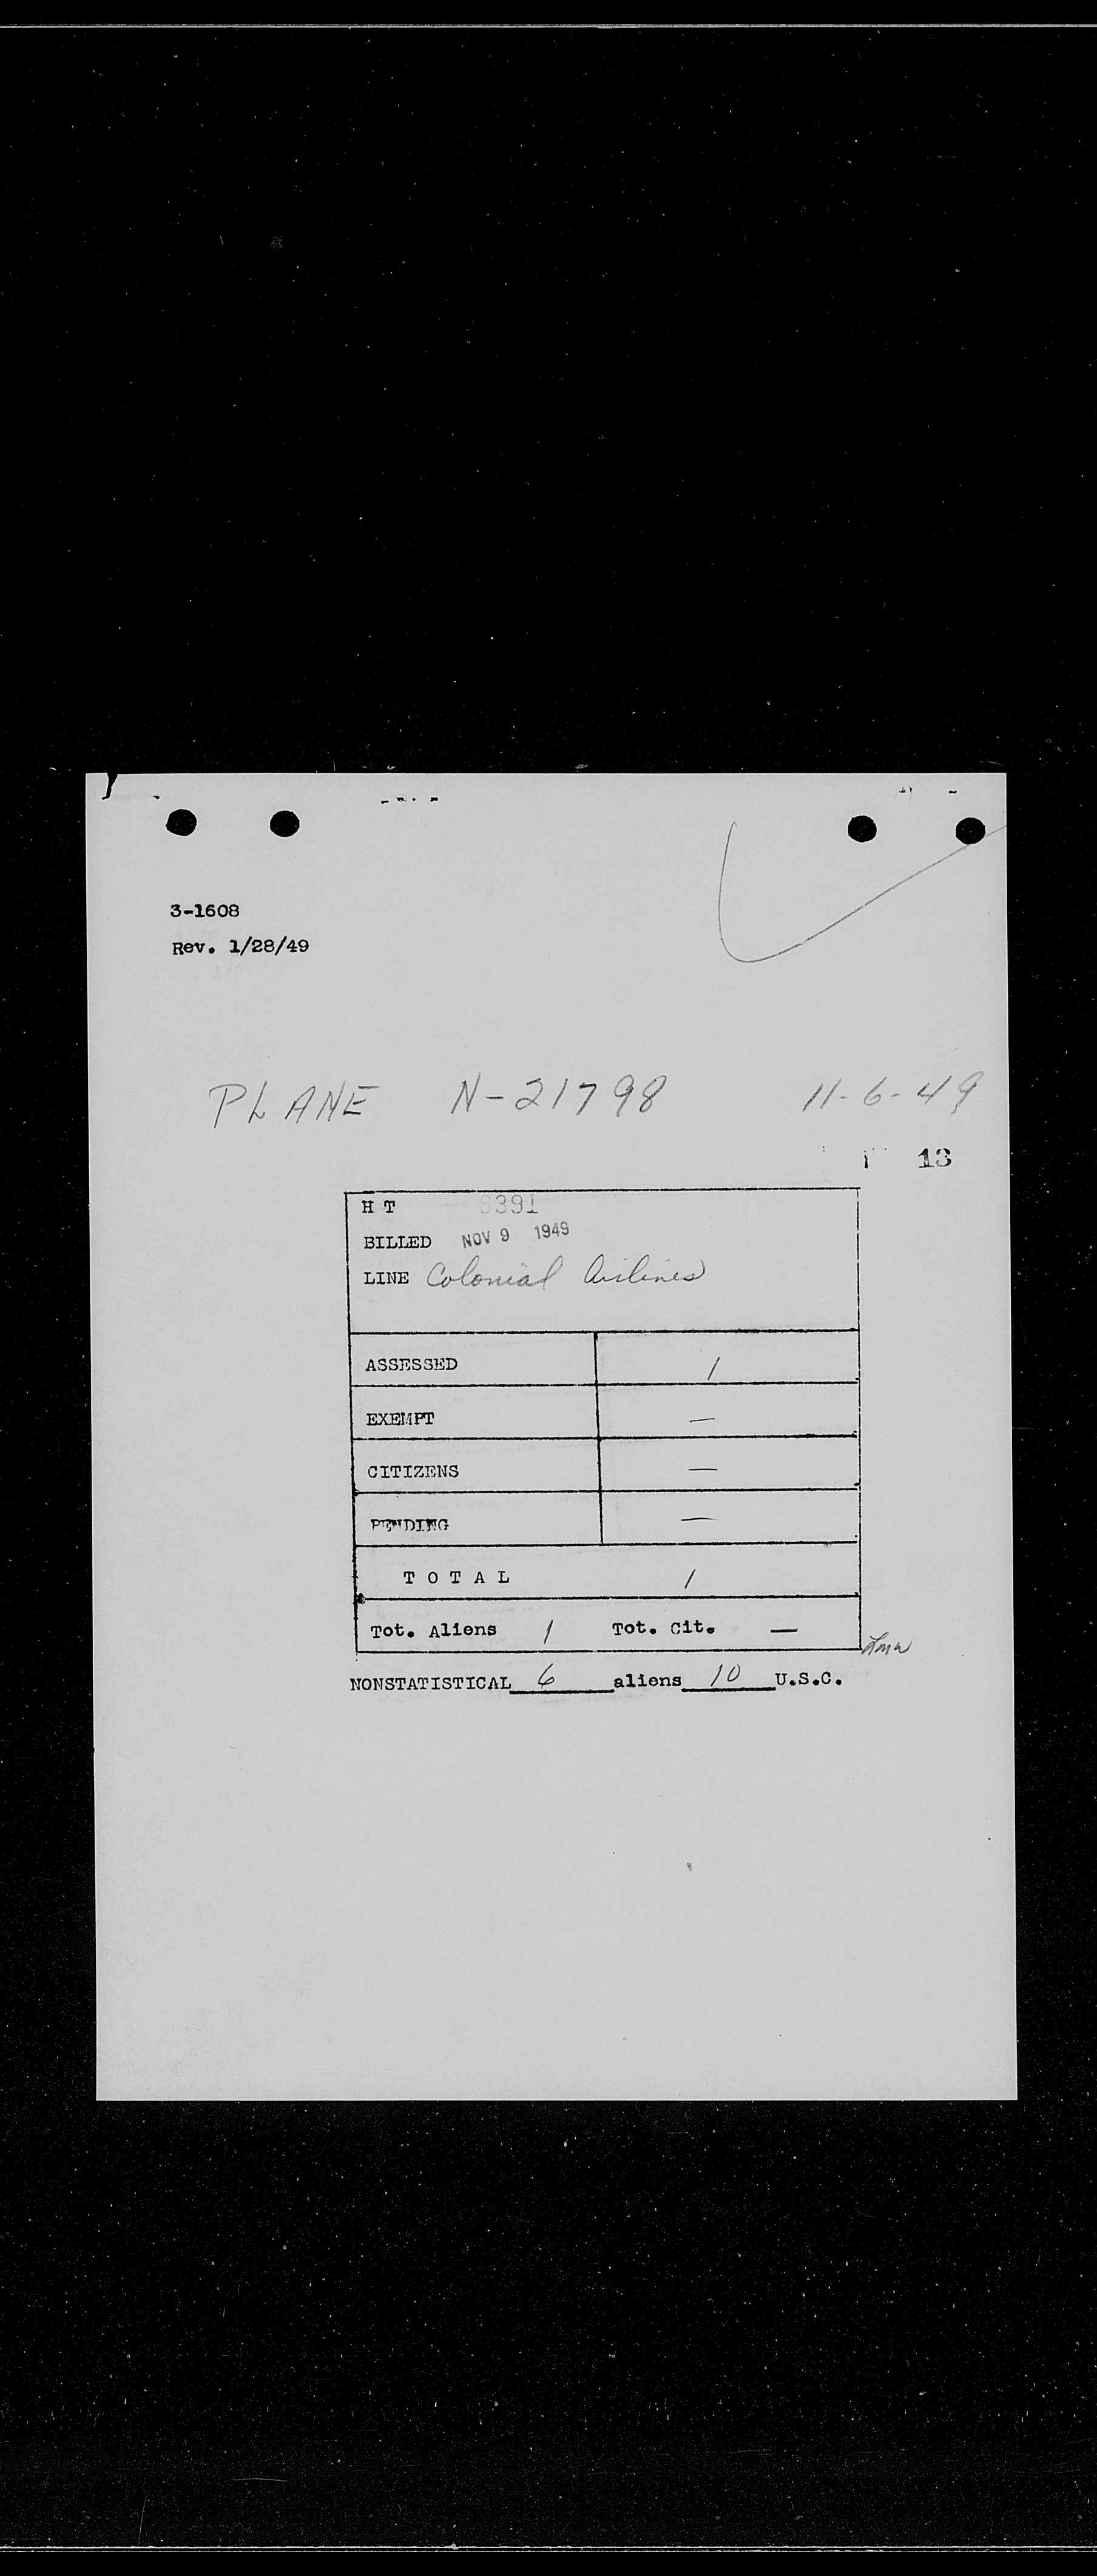 3-1608
Rev. 1/28/49
PLANE N-21798 11-6-49
13
H T 8391
BILLED NOV 9 1949
LINE Colonial Airlines
ASSESSED 1
EXEMPT —
CITIZENS —
PENDING —
T O T A L 1
Tot. Aliens 1 Tot. Cit. —
NONSTATISTICAL 6 aliens 10 U.S.C.